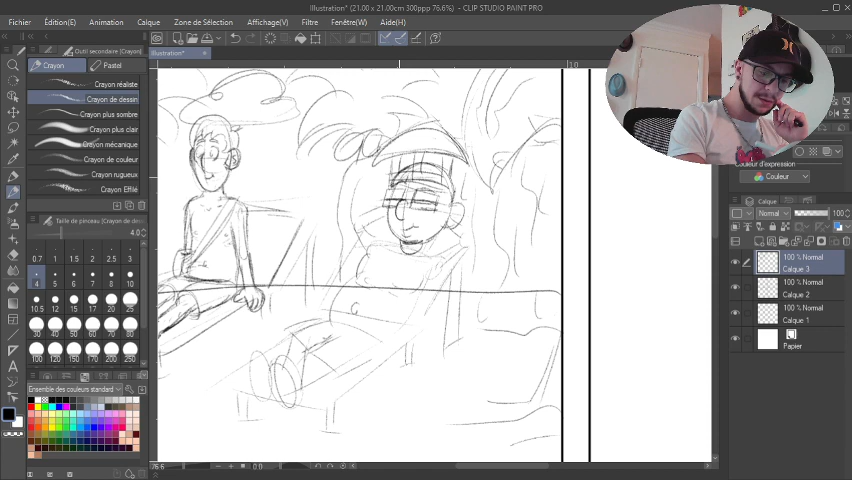 Illustration* (21.00 x 21.00cm 300ppp 76.6%) - CLIP STUDIO PAINT PRO
Fichier Édition(E) Animation Calque Zone de Sélection Affichage(V) Filtre Fenêtre(W) Aide(H)
Outil secondaire (Crayon)
Illustration*
Crayon Pastel
10
Crayon réaliste
Crayon de dessin
Crayon plus sombre
Crayon plus clair
Crayon mécanique
Crayon de couleur
Crayon rugueux
Crayon Effilé
Couleur d'expression
Couleur
Calque
Normal 100
Taille de pinceau (Crayon de de
4.0
0.7 1 1.5 2 2.5 3
4 5 6 7 8 10
10.5 12 15 17 20 25
30 40 50 60 70 80
100 120 150 170 200 250
100 % Normal
Calque 3
100 % Normal
Calque 2
100 % Normal
Calque 1
Papier
Ensemble des couleurs standard
76.6 0.0